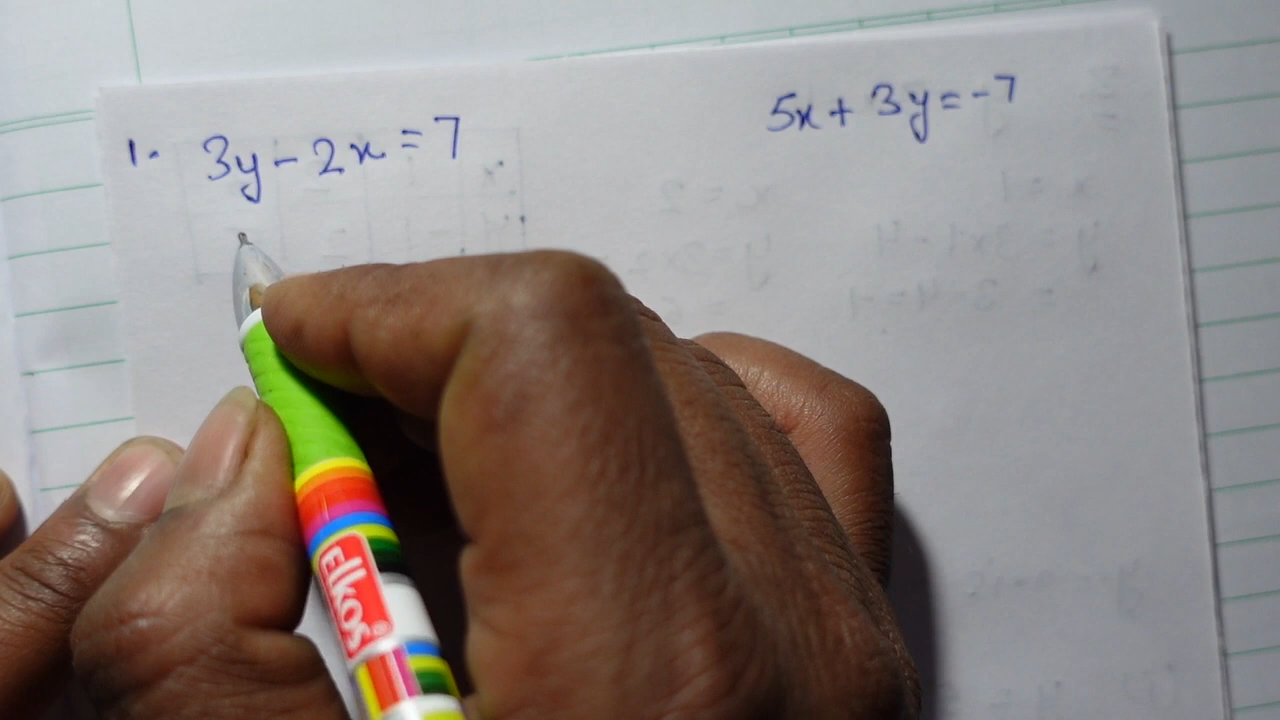 1. 3y - 2x = 7
5x + 3y = -7
Elkos